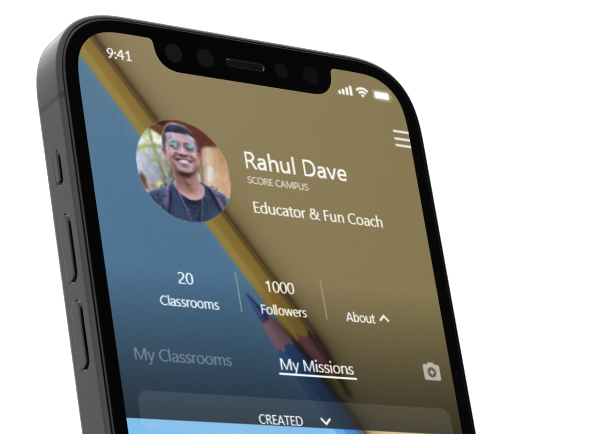 9:41
Rahul Dave
SCORE CAMPUS
Educator & Fun Coach
20
Classrooms
1000
Followers
About
My Classrooms
My Missions
CREATED